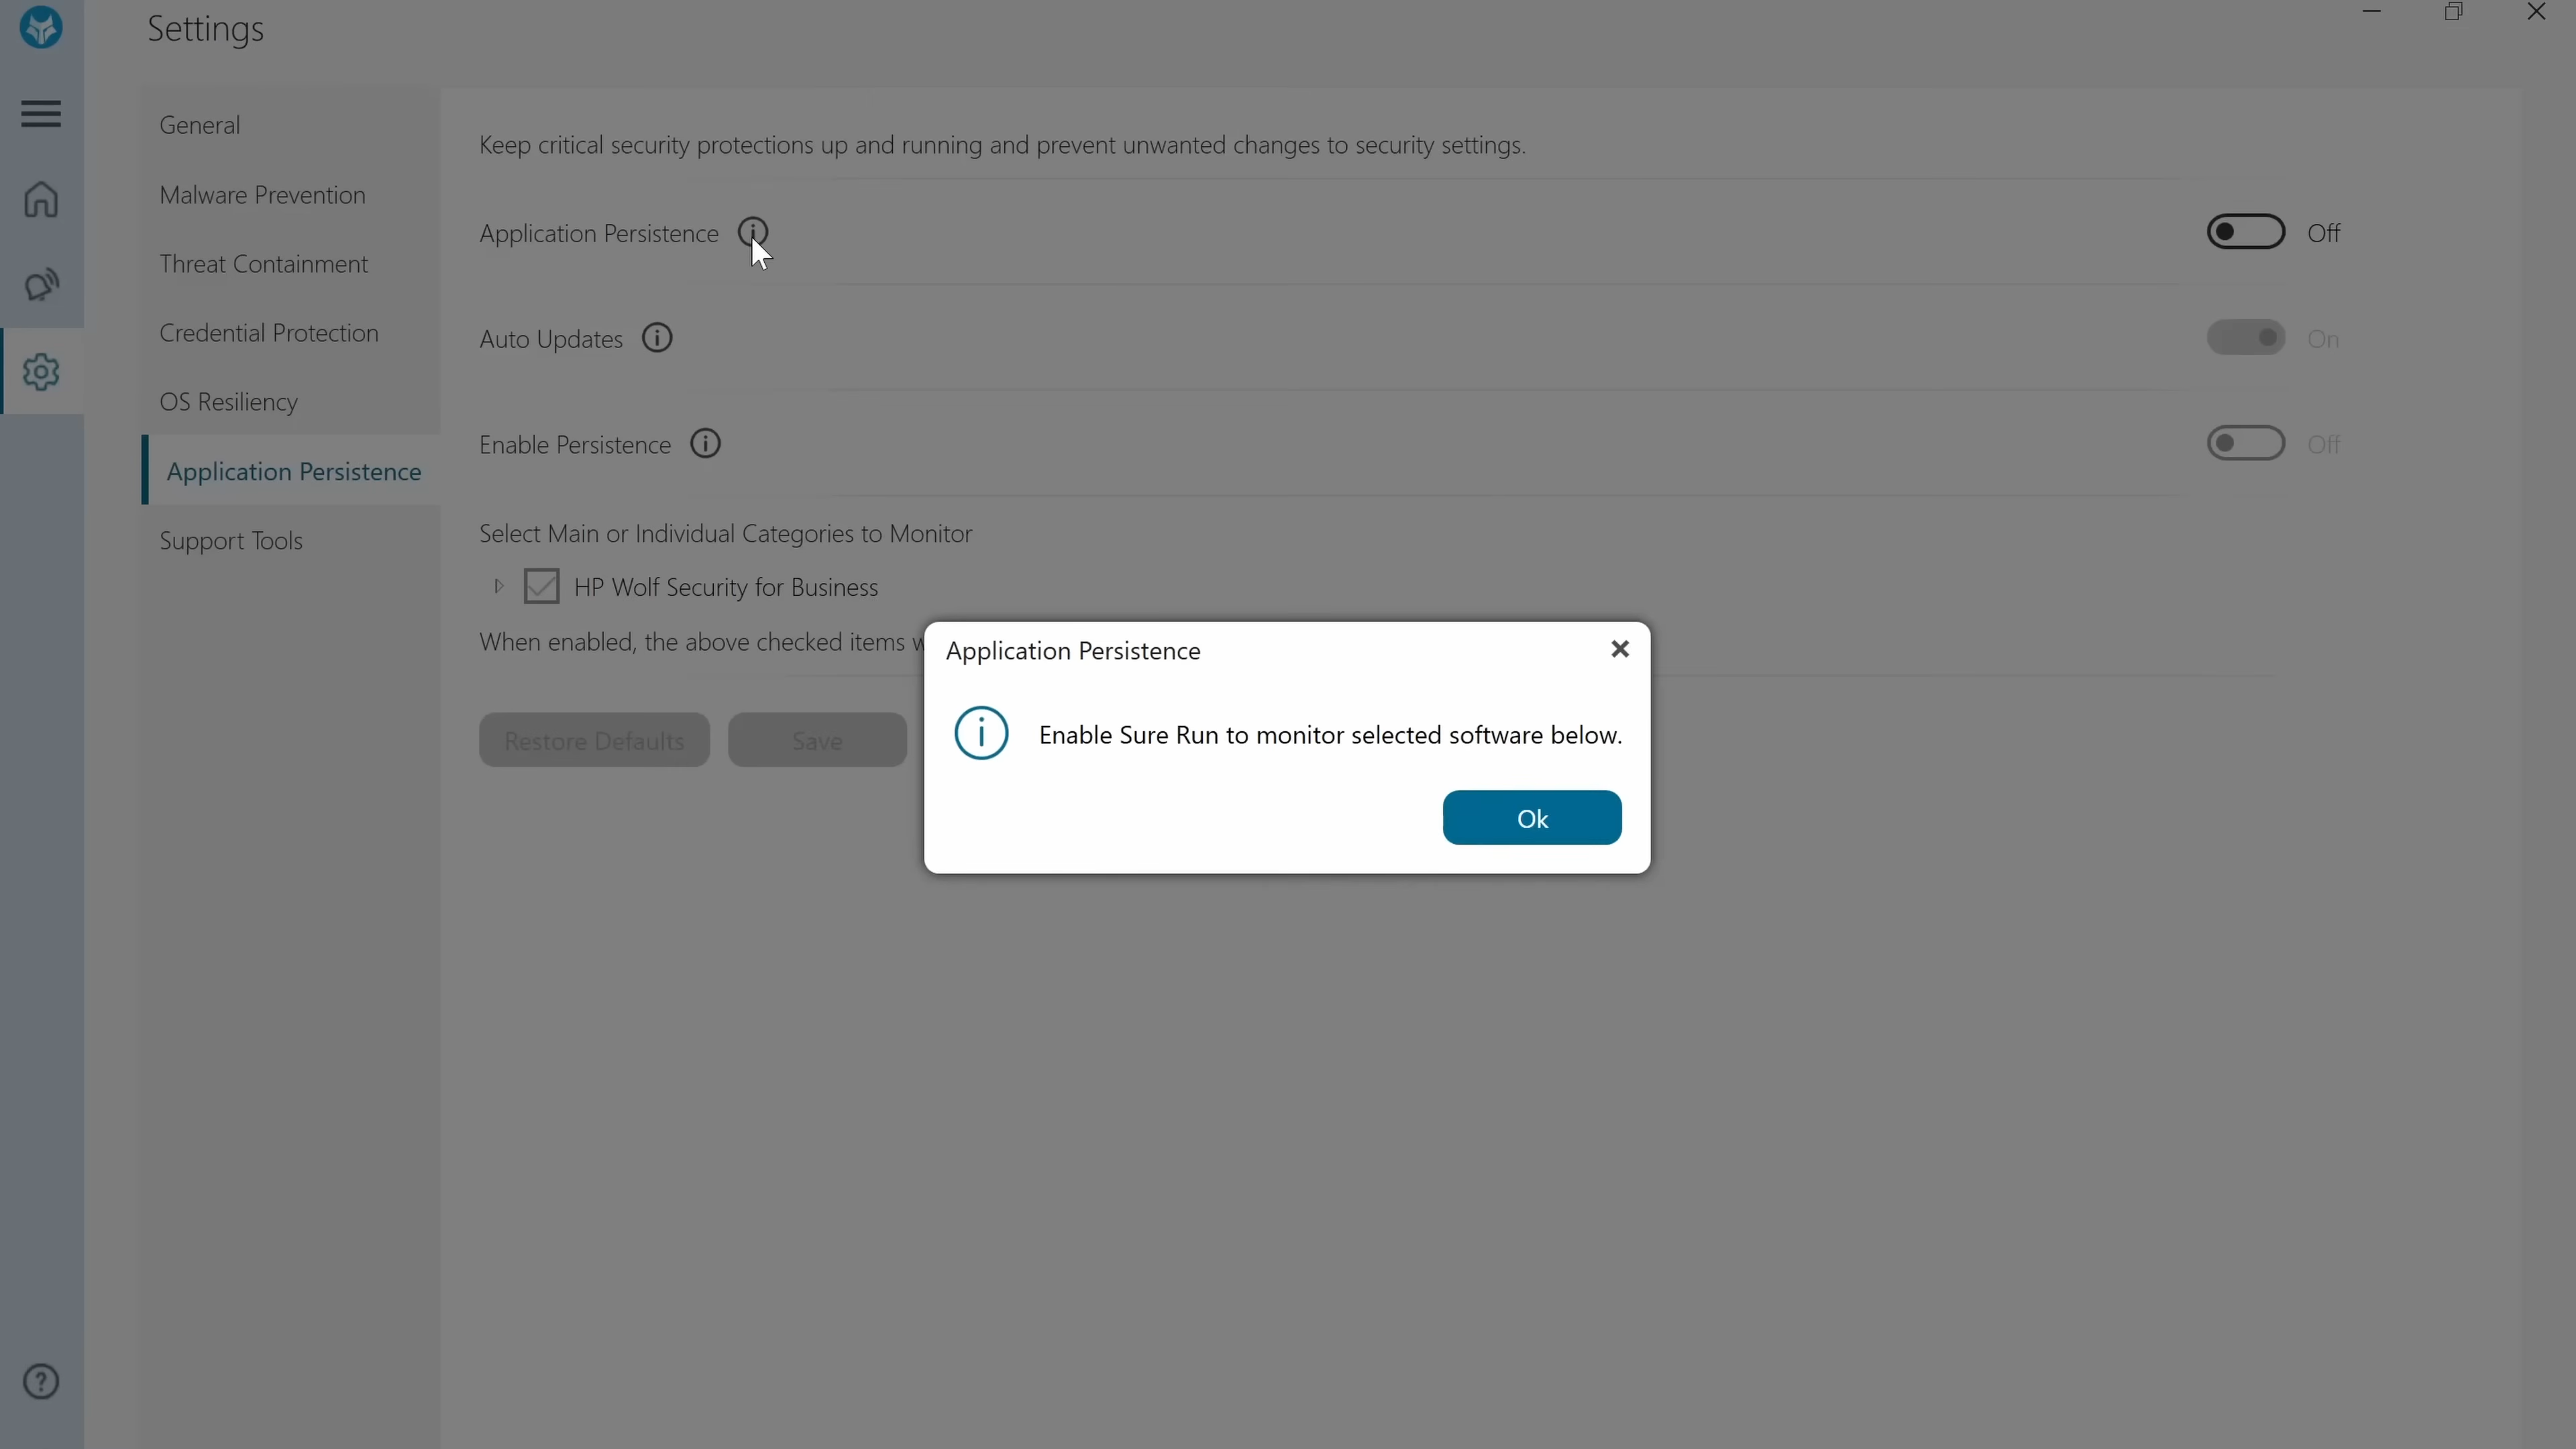 Settings
General
Malware Prevention
Threat Containment
Credential Protection
OS Resiliency
Application Persistence
Support Tools
Keep critical security protections up and running and prevent unwanted changes to security settings.
Application Persistence
Off
Auto Updates
On
Enable Persistence
Off
Select Main or Individual Categories to Monitor
HP Wolf Security for Business
When enabled, the above checked items
Restore Defaults
Save
Application Persistence
Enable Sure Run to monitor selected software below.
Ok